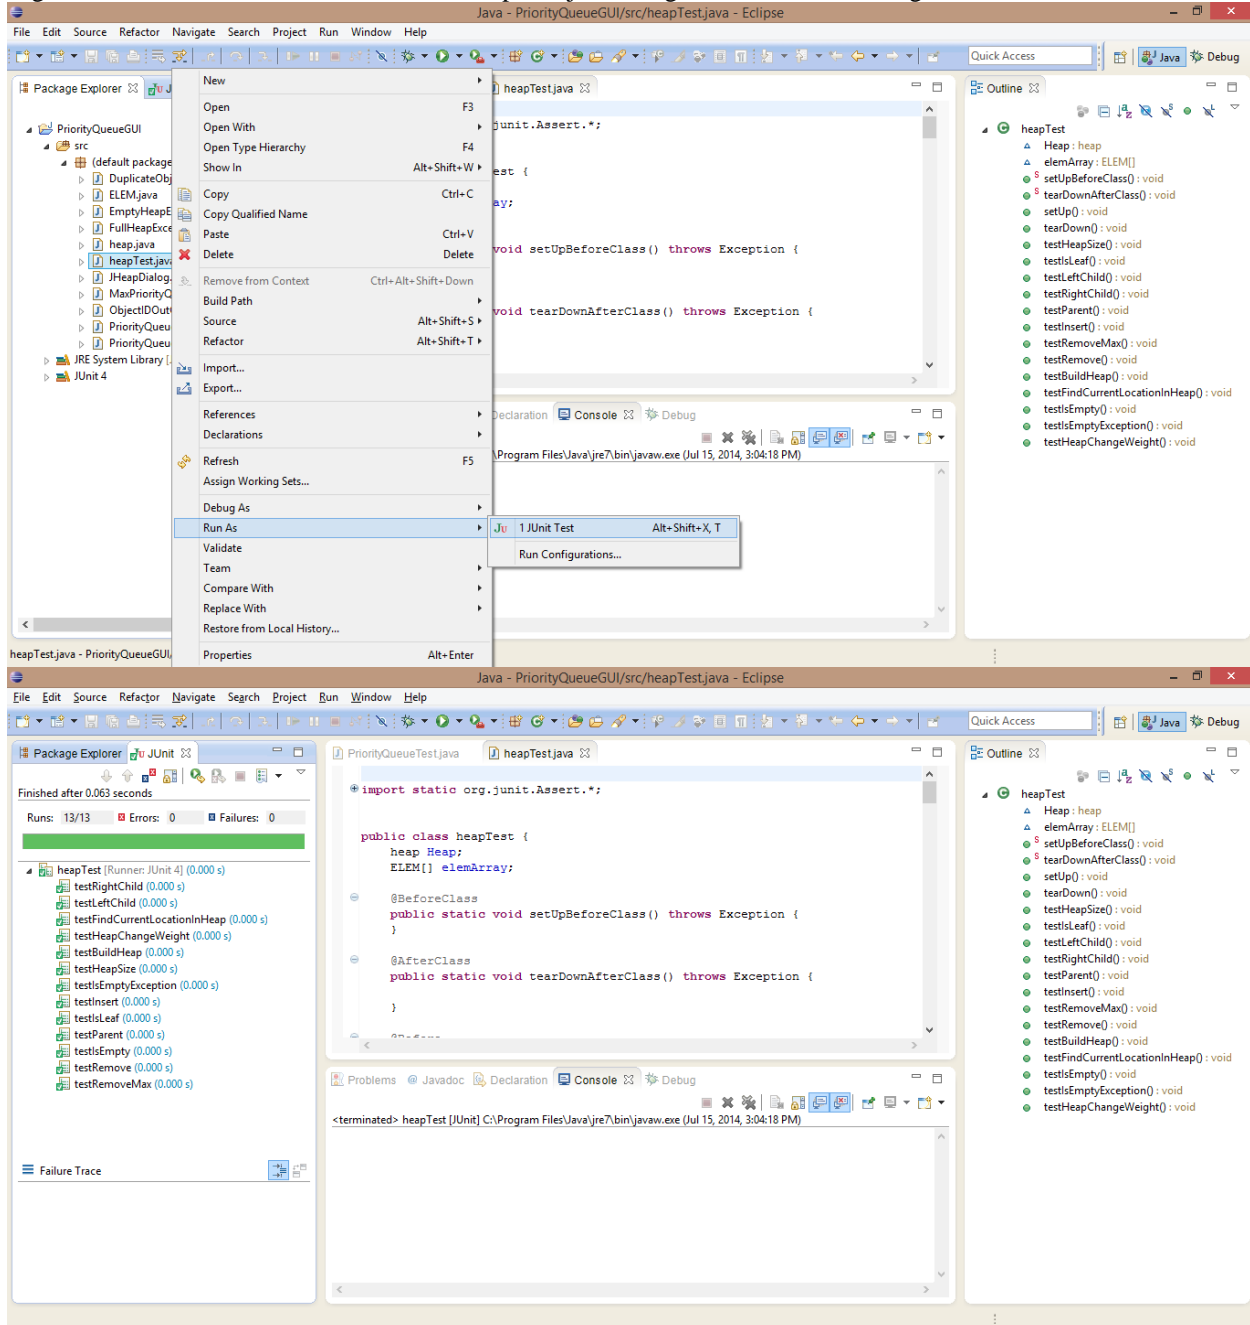 Java - PriorityQueueGUI/src/heapTest.java - Eclipse
File Edit Source Refactor Navigate Search Project Run Window Help
Quick Access Java Debug
Package Explorer J
PriorityQueueGUI
src
(default package
DuplicateObj
ELEM.java
EmptyHeapE
FullHeapExce
heap.java
heapTest.java
JHeapDialog.
MaxPriorityQ
ObjectIDOut
PriorityQueu
PriorityQueu
JRE System Library [
JUnit 4
New
Open F3
Open With
Open Type Hierarchy F4
Show In Alt+Shift+W
Copy Ctrl+C
Copy Qualified Name
Paste Ctrl+V
Delete Delete
Remove from Context Ctrl+Alt+Shift+Down
Build Path
Source Alt+Shift+S
Refactor Alt+Shift+T
Import...
Export...
References
Declarations
Refresh F5
Assign Working Sets...
Debug As
Run As
Validate
Team
Compare With
Replace With
Restore from Local History...
Properties Alt+Enter
1 JUnit Test Alt+Shift+X, T
Run Configurations...
heapTest.java
junit.Assert.*;
est {
ay;
void setUpBeforeClass() throws Exception {
void tearDownAfterClass() throws Exception {
Declaration Console Debug
\Program Files\Java\jre7\bin\javaw.exe (Jul 15, 2014, 3:04:18 PM)
Outline
heapTest
Heap : heap
elemArray : ELEM[]
setUpBeforeClass() : void
tearDownAfterClass() : void
setUp() : void
tearDown() : void
testHeapSize() : void
testIsLeaf() : void
testLeftChild() : void
testRightChild() : void
testParent() : void
testInsert() : void
testRemoveMax() : void
testRemove() : void
testBuildHeap() : void
testFindCurrentLocationInHeap() : void
testIsEmpty() : void
testIsEmptyException() : void
testHeapChangeWeight() : void
heapTest.java - PriorityQueueGUI
Java - PriorityQueueGUI/src/heapTest.java - Eclipse
File Edit Source Refactor Navigate Search Project Run Window Help
Quick Access Java Debug
Package Explorer JUnit
Finished after 0.063 seconds
Runs: 13/13 Errors: 0 Failures: 0
heapTest [Runner: JUnit 4] (0.000 s)
testRightChild (0.000 s)
testLeftChild (0.000 s)
testFindCurrentLocationInHeap (0.000 s)
testHeapChangeWeight (0.000 s)
testBuildHeap (0.000 s)
testHeapSize (0.000 s)
testIsEmptyException (0.000 s)
testInsert (0.000 s)
testIsLeaf (0.000 s)
testParent (0.000 s)
testIsEmpty (0.000 s)
testRemove (0.000 s)
testRemoveMax (0.000 s)
Failure Trace
PriorityQueueTest.java heapTest.java
import static org.junit.Assert.*;
public class heapTest {
heap Heap;
ELEM[] elemArray;
@BeforeClass
public static void setUpBeforeClass() throws Exception {
}
@AfterClass
public static void tearDownAfterClass() throws Exception {
}
Problems @ Javadoc Declaration Console Debug
<terminated> heapTest [JUnit] C:\Program Files\Java\jre7\bin\javaw.exe (Jul 15, 2014, 3:04:18 PM)
Outline
heapTest
Heap : heap
elemArray : ELEM[]
setUpBeforeClass() : void
tearDownAfterClass() : void
setUp() : void
tearDown() : void
testHeapSize() : void
testIsLeaf() : void
testLeftChild() : void
testRightChild() : void
testParent() : void
testInsert() : void
testRemoveMax() : void
testRemove() : void
testBuildHeap() : void
testFindCurrentLocationInHeap() : void
testIsEmpty() : void
testIsEmptyException() : void
testHeapChangeWeight() : void